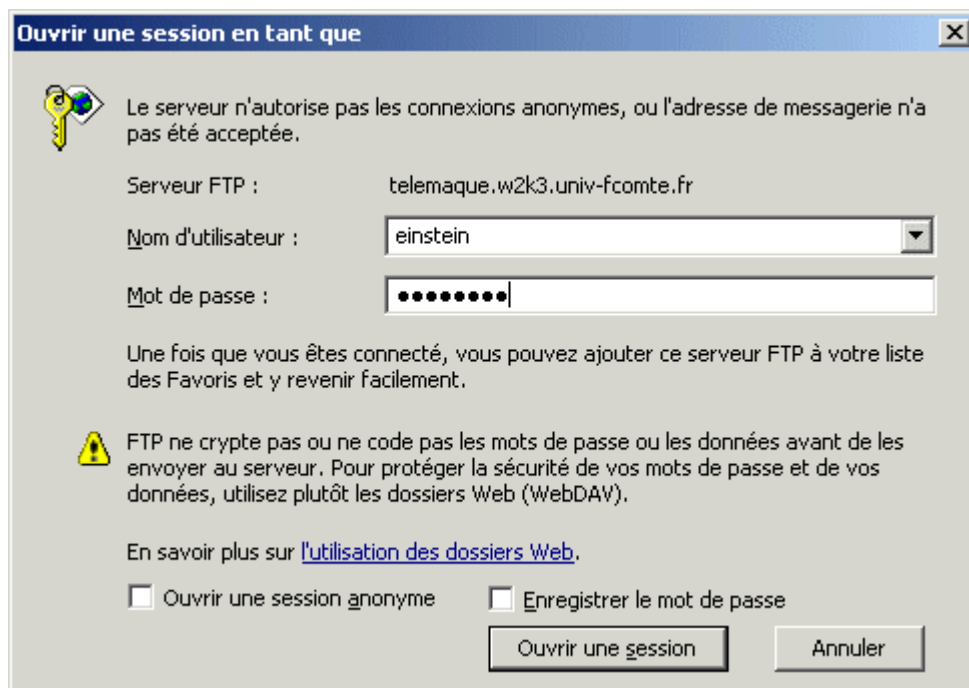 Ouvrir une session en tant que
Le serveur n'autorise pas les connexions anonymes, ou l'adresse de messagerie n'a
pas été acceptée.
Serveur FTP : telemaque.w2k3.univ-fcomte.fr
Nom d'utilisateur : einstein
Mot de passe : ●●●●●●●●
Une fois que vous êtes connecté, vous pouvez ajouter ce serveur FTP à votre liste
des Favoris et y revenir facilement.
FTP ne crypte pas ou ne code pas les mots de passe ou les données avant de les
envoyer au serveur. Pour protéger la sécurité de vos mots de passe et de vos
données, utilisez plutôt les dossiers Web (WebDAV).
En savoir plus sur l'utilisation des dossiers Web.
Ouvrir une session anonyme Enregistrer le mot de passe
Ouvrir une session Annuler